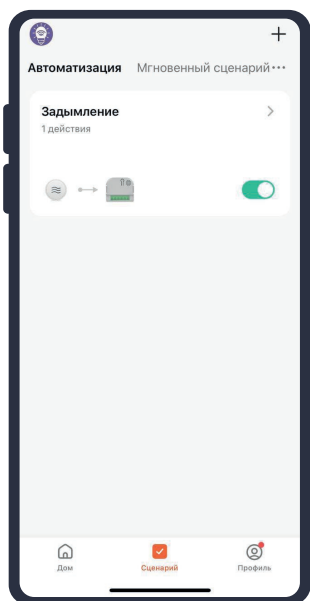 Автоматизация Мгновенный сценарий
Задымление
1 действия
Дом Сценарий Профиль